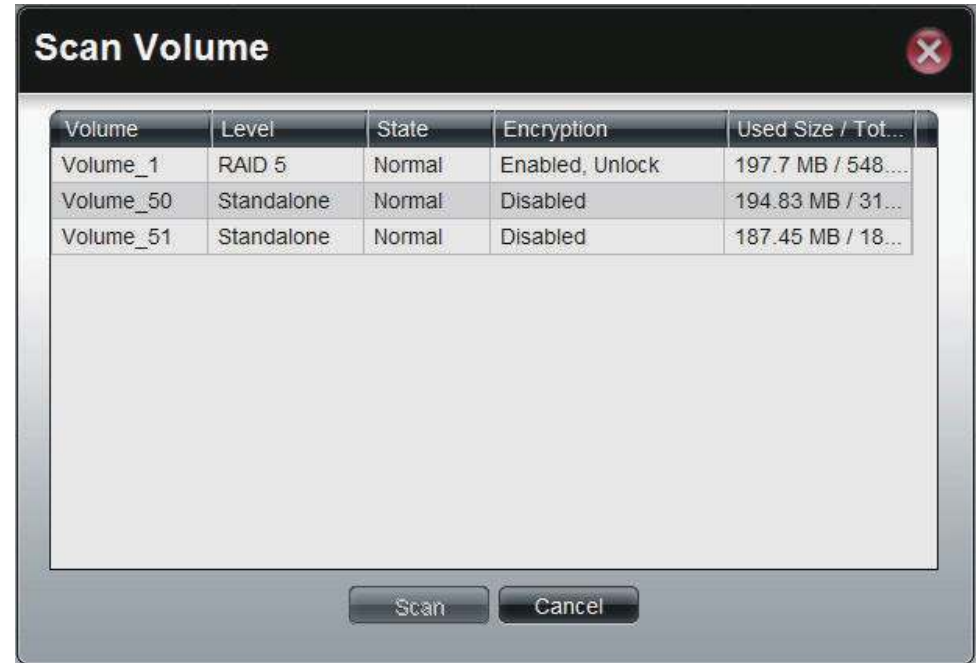 Scan Volume
Volume Level State Encryption Used Size / Tot...
Volume_1 RAID 5 Normal Enabled, Unlock 197.7 MB / 548....
Volume_50 Standalone Normal Disabled 194.83 MB / 31...
Volume_51 Standalone Normal Disabled 187.45 MB / 18...
Scan Cancel